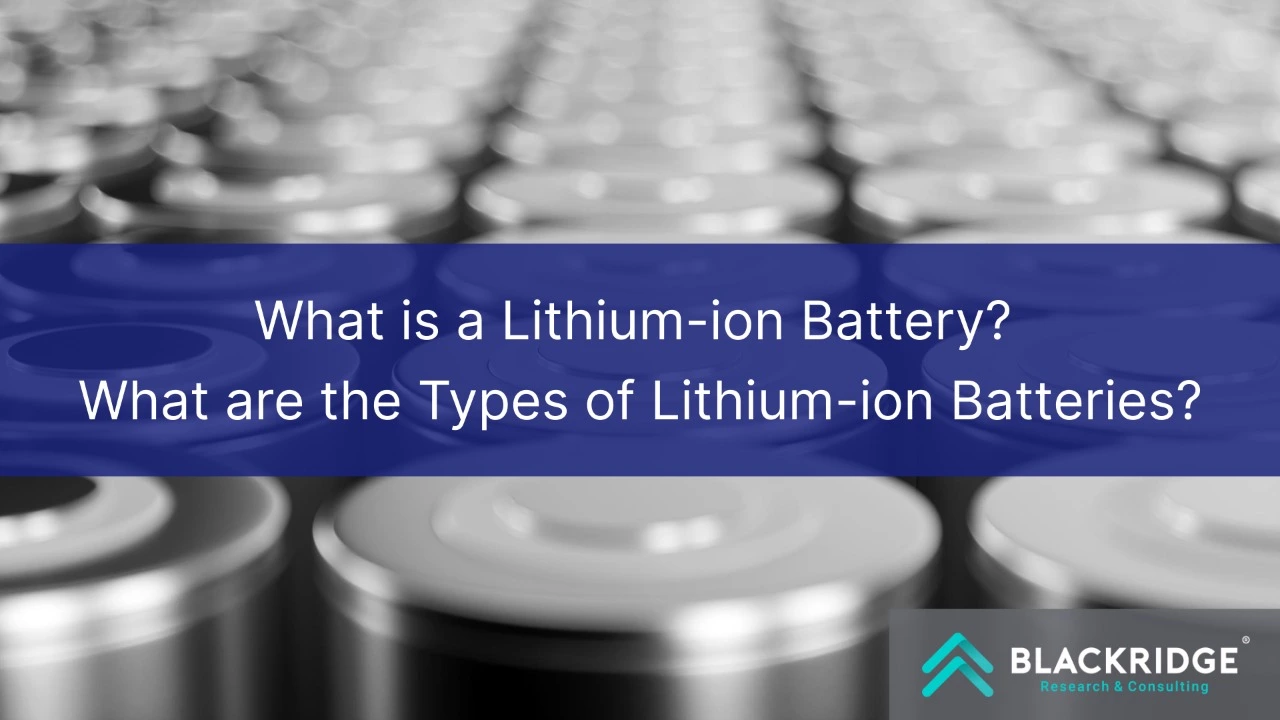 What is a Lithium-ion Battery?
What are the Types of Lithium-ion Batteries?
BLACKRIDGE®
Research & Consulting